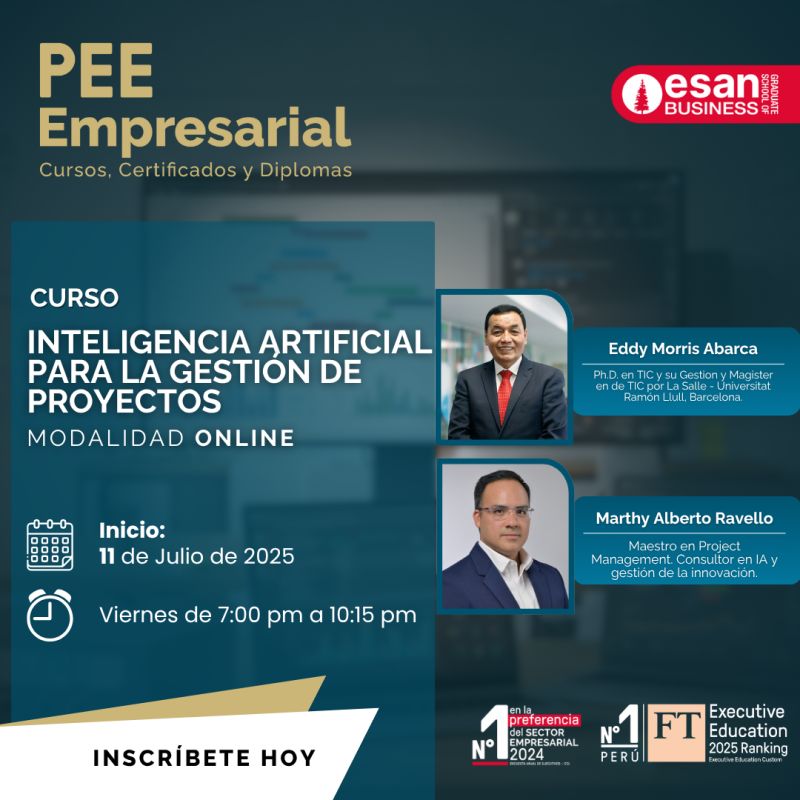 PEE
Empresarial
Cursos, Certificados y Diplomas
esan
BUSINESS
GRADUATE
SCHOOL OF
CURSO
INTELIGENCIA ARTIFICIAL
PARA LA GESTIÓN DE
PROYECTOS
MODALIDAD ONLINE
Inicio:
11 de Julio de 2025
Viernes de 7:00 pm a 10:15 pm
Eddy Morris Abarca
Ph.D. en TIC y su Gestion y Magister
en de TIC por La Salle - Universitat
Ramón Llull, Barcelona.
Marthy Alberto Ravello
Maestro en Project
Management. Consultor en IA y
gestión de la innovación.
INSCRÍBETE HOY
Nº1
en la
preferencia
del SECTOR
EMPRESARIAL
2024
Nº1
PERÚ
FT
Executive
Education
2025 Ranking
Executive Education Custom